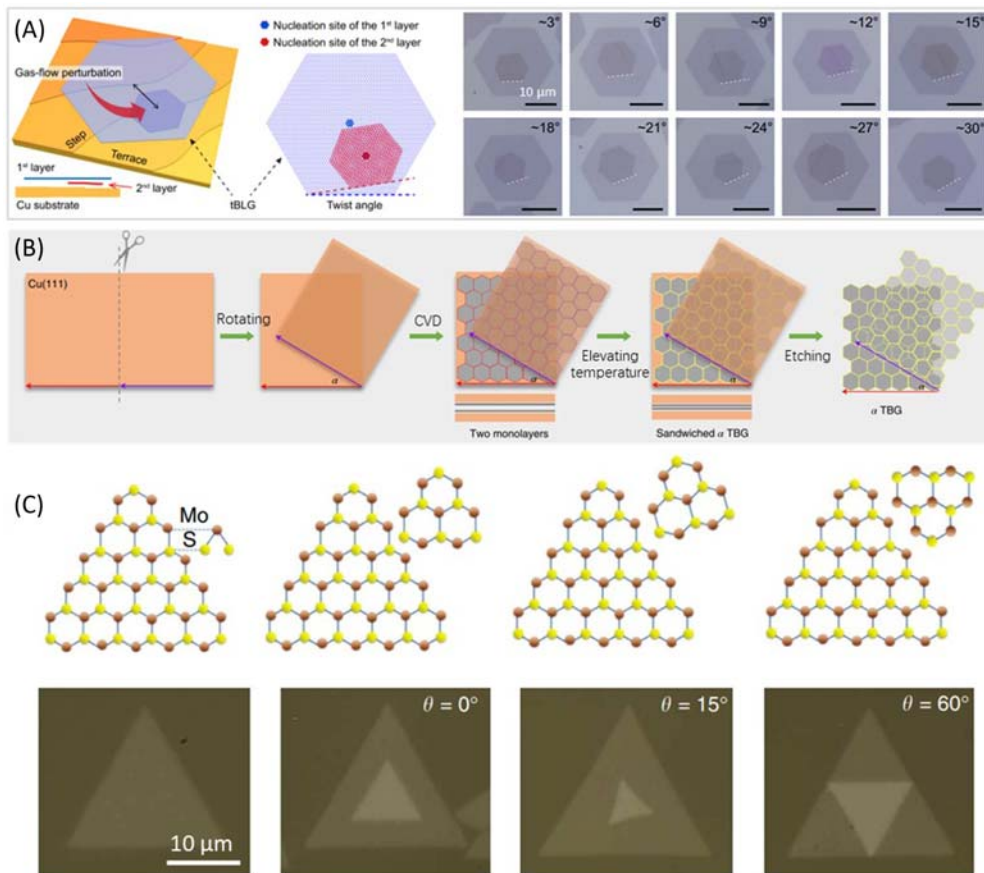 (A)
Nucleation site of the 1st layer
Nucleation site of the 2nd layer
Gas-flow perturbation
Step
Terrace
1st layer
2nd layer
Cu substrate
tBLG
Twist angle
~3° ~6° ~9° ~12° ~15°
10 μm
~18° ~21° ~24° ~27° ~30°
(B)
Cu(111)
Rotating
CVD
Elevating
temperature
Etching
α α α α
Two monolayers
Sandwiched α TBG
α TBG
(C)
Mo
S
θ = 0° θ = 15° θ = 60°
10 μm